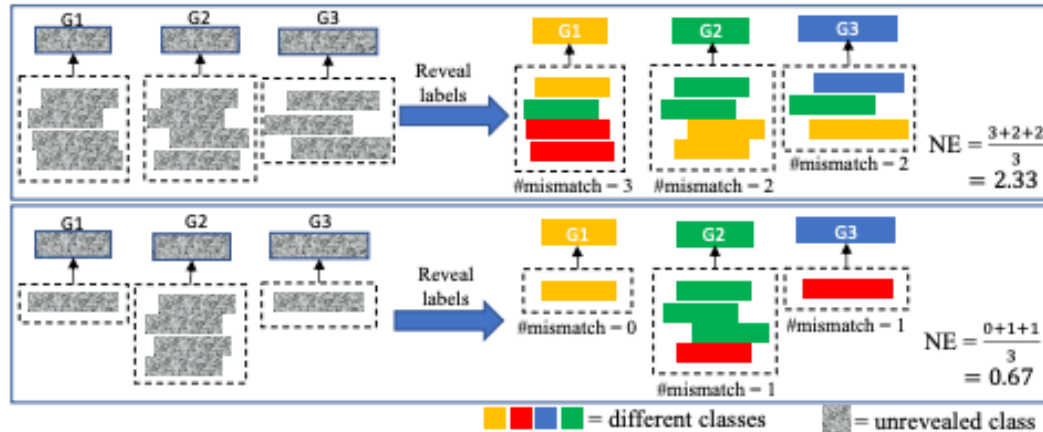 G1 G2 G3 G1 G2 G3
Reveal
labels
#mismatch = 3
#mismatch = 2
#mismatch = 2
NE = 3+2+2
3
= 2.33
G1 G2 G3 G1 G2 G3
Reveal
labels
#mismatch = 0
#mismatch = 1
#mismatch = 1
NE = 0+1+1
3
= 0.67
= different classes = unrevealed class